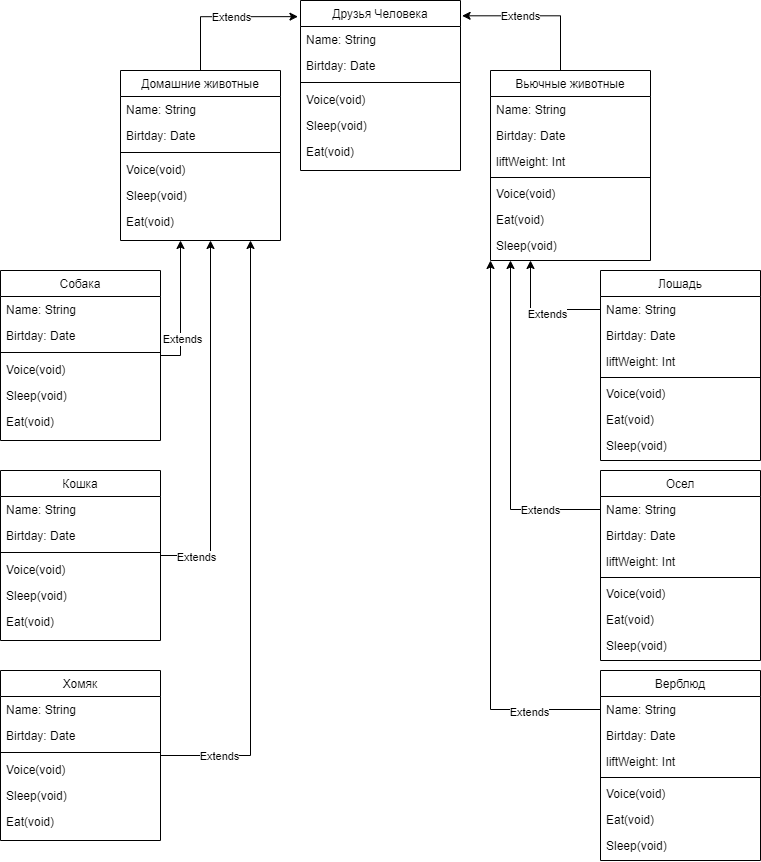 Друзья Человека
Name: String
Birtday: Date
Voice(void)
Sleep(void)
Eat(void)
Extends
Extends
Домашние животные
Name: String
Birtday: Date
Voice(void)
Sleep(void)
Eat(void)
Вьючные животные
Name: String
Birtday: Date
liftWeight: Int
Voice(void)
Eat(void)
Sleep(void)
Собака
Name: String
Birtday: Date
Voice(void)
Sleep(void)
Eat(void)
Extends
Лошадь
Name: String
Birtday: Date
liftWeight: Int
Voice(void)
Eat(void)
Sleep(void)
Extends
Кошка
Name: String
Birtday: Date
Voice(void)
Sleep(void)
Eat(void)
Extends
Осел
Name: String
Birtday: Date
liftWeight: Int
Voice(void)
Eat(void)
Sleep(void)
Extends
Хомяк
Name: String
Birtday: Date
Voice(void)
Sleep(void)
Eat(void)
Extends
Верблюд
Name: String
Birtday: Date
liftWeight: Int
Voice(void)
Eat(void)
Sleep(void)
Extends